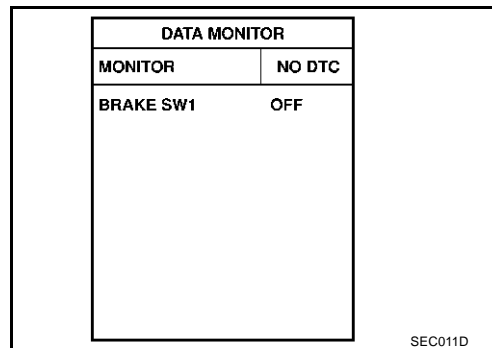 DATA MONITOR
MONITOR NO DTC
BRAKE SW1 OFF
SEC011D